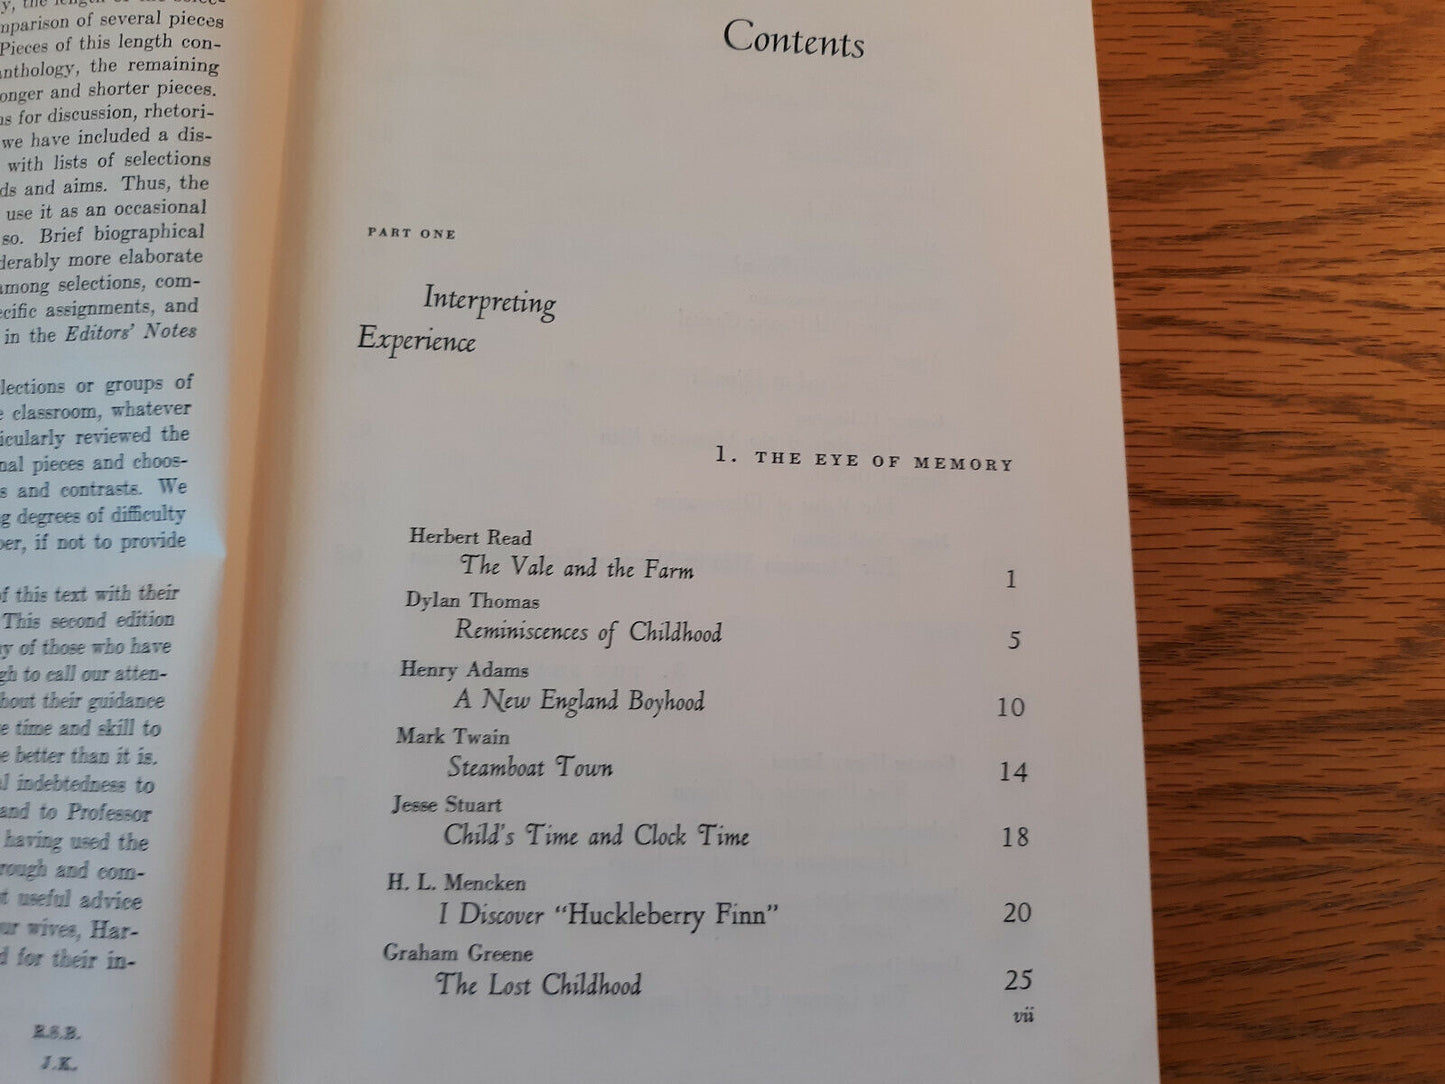 mparison of several pieces
Pieces of this length con-
anthology, the remaining
onger and shorter pieces.
ns for discussion, rhetori-
we have included a dis-
with lists of selections
ds and aims. Thus, the
use it as an occasional
so. Brief biographical
derably more elaborate
among selections, com-
ecific assignments, and
in the Editors' Notes
lections or groups of
e classroom, whatever
icularly reviewed the
nal pieces and choos-
s and contrasts. We
g degrees of difficulty
ber, if not to provide
of this text with their
This second edition
y of those who have
gh to call our atten-
bout their guidance
e time and skill to
e better than it is.
al indebtedness to
and to Professor
having used the
rough and com-
t useful advice
ur wives, Har-
d for their in-
R.S.B.
J.K.
Contents
PART ONE
Interpreting
Experience
1. THE EYE OF MEMORY
Herbert Read
The Vale and the Farm 1
Dylan Thomas
Reminiscences of Childhood 5
Henry Adams
A New England Boyhood 10
Mark Twain
Steamboat Town 14
Jesse Stuart
Child's Time and Clock Time 18
H. L. Mencken
I Discover "Huckleberry Finn" 20
Graham Greene
The Lost Childhood 25
vii